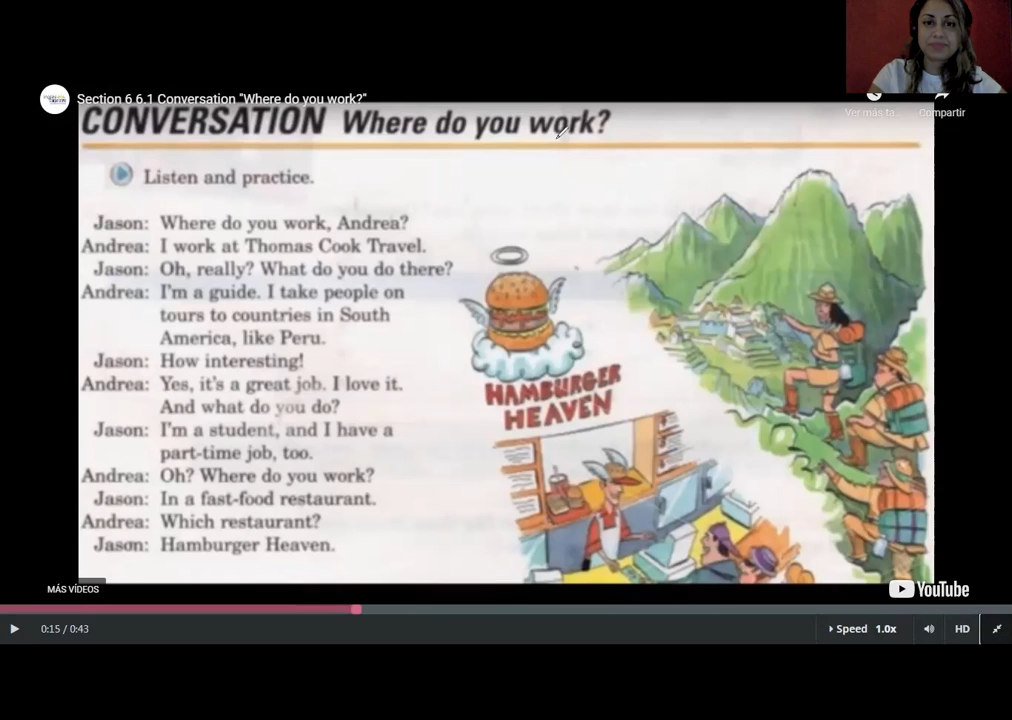 Section 6 6.1 Conversation "Where do you work?"
Ver más ta...
Compartir
CONVERSATION Where do you work?
Listen and practice.
Jason: Where do you work, Andrea?
Andrea: I work at Thomas Cook Travel.
Jason: Oh, really? What do you do there?
Andrea: I'm a guide. I take people on
tours to countries in South
America, like Peru.
Jason: How interesting!
Andrea: Yes, it's a great job. I love it.
And what do you do?
Jason: I'm a student, and I have a
part-time job, too.
Andrea: Oh? Where do you work?
Jason: In a fast-food restaurant.
Andrea: Which restaurant?
Jason: Hamburger Heaven.
HAMBURGER
HEAVEN
MÁS VÍDEOS
YouTube
0:15 / 0:43
Speed 1.0x
HD